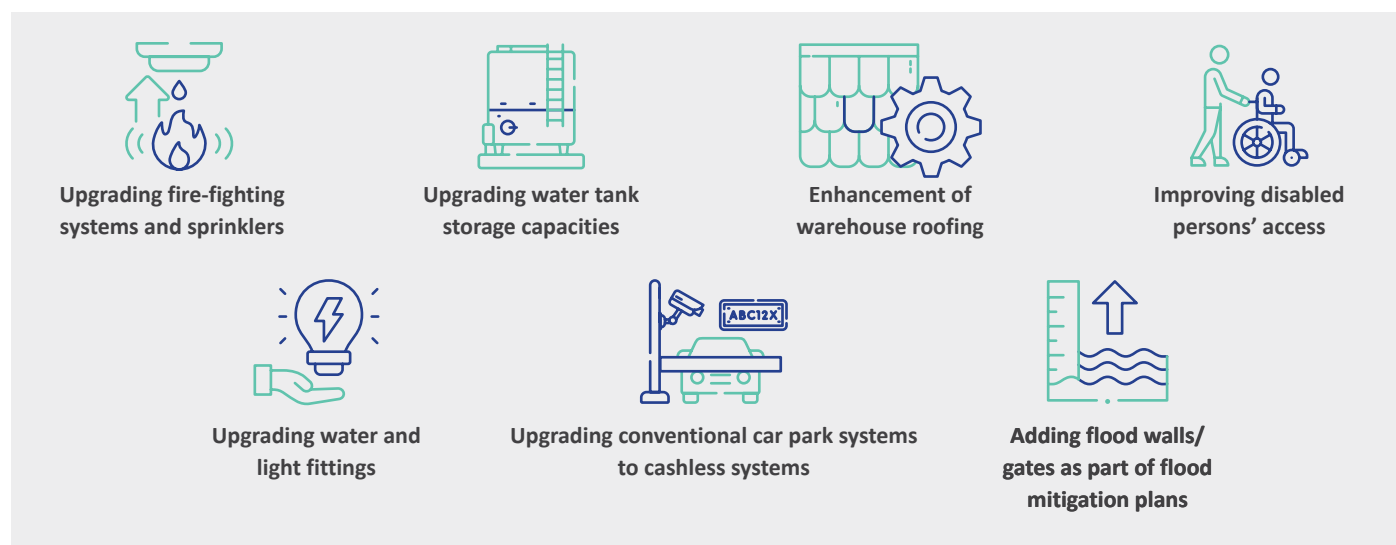 Upgrading fire-fighting
systems and sprinklers
Upgrading water tank
storage capacities
Enhancement of
warehouse roofing
Improving disabled
persons’ access
ABC12X
Upgrading water and
light fittings
Upgrading conventional car park systems
to cashless systems
Adding flood walls/
gates as part of flood
mitigation plans